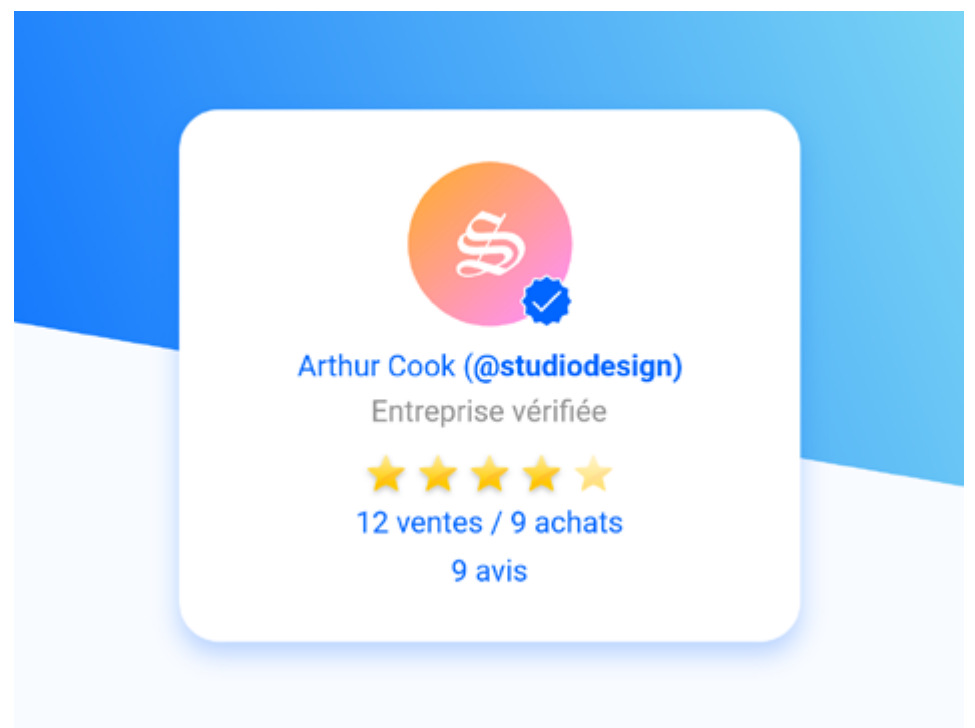 S
Arthur Cook (@studiodesign)
Entreprise vérifiée
12 ventes / 9 achats
9 avis